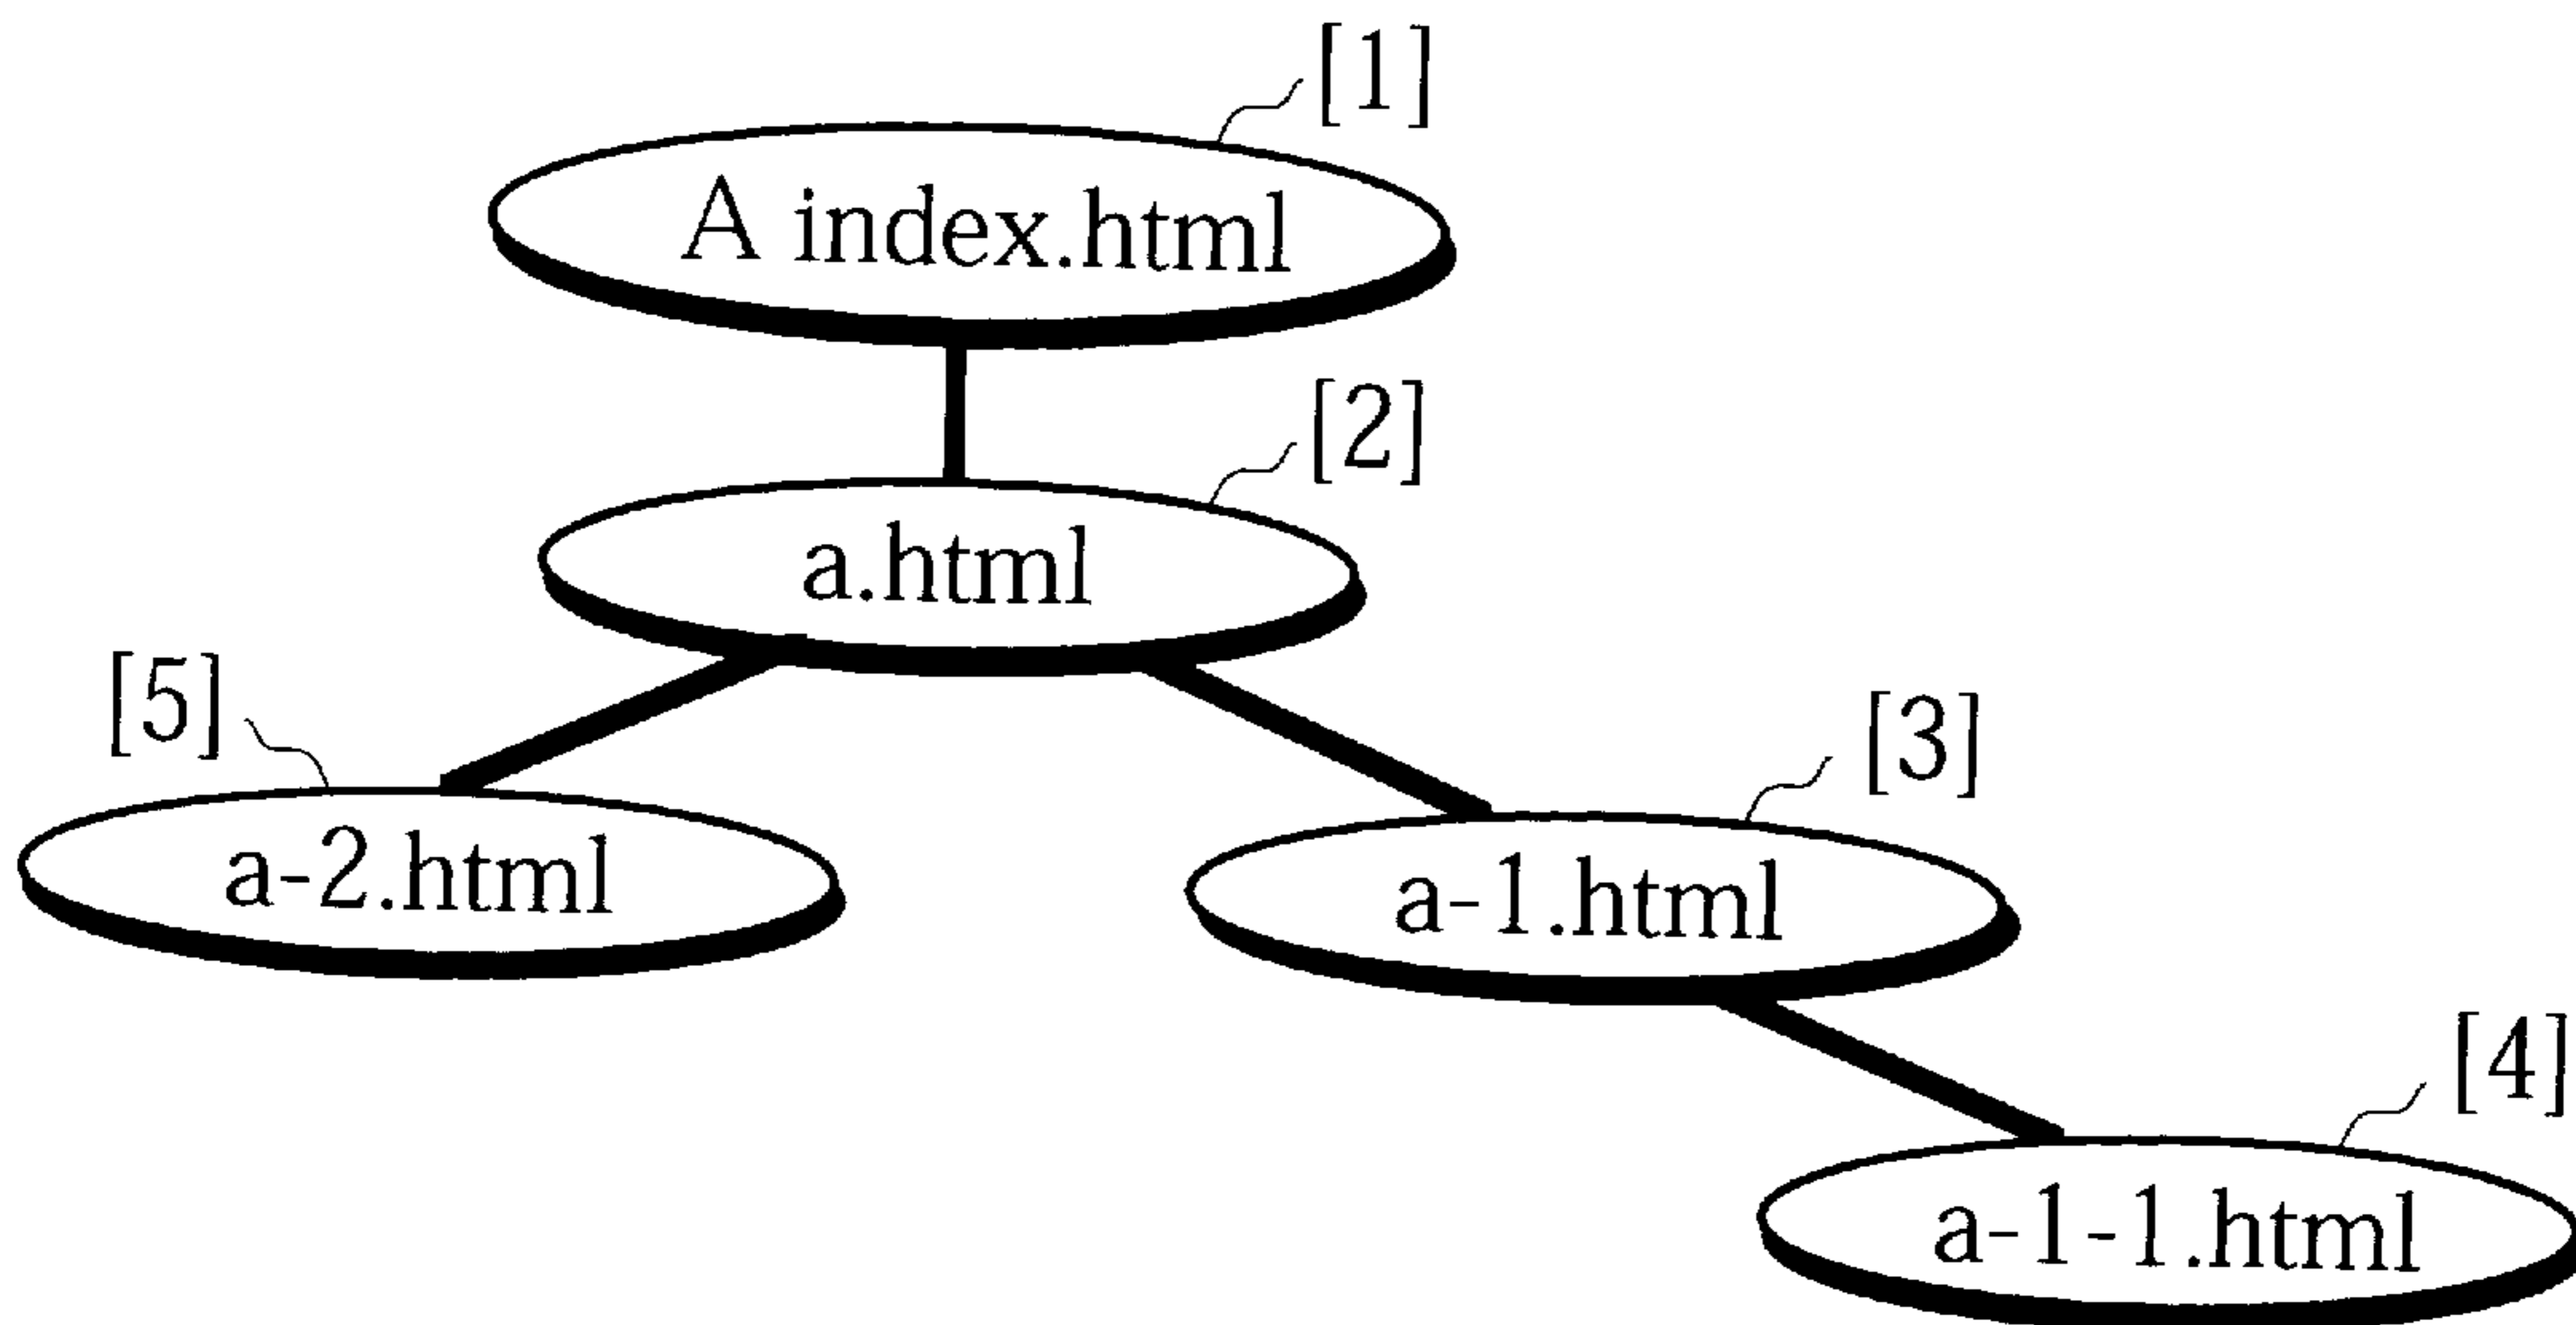 [1]
A index.html
[2]
a.html
[5]
[3]
a-2.html
a-1.html
[4]
a-1-1.html